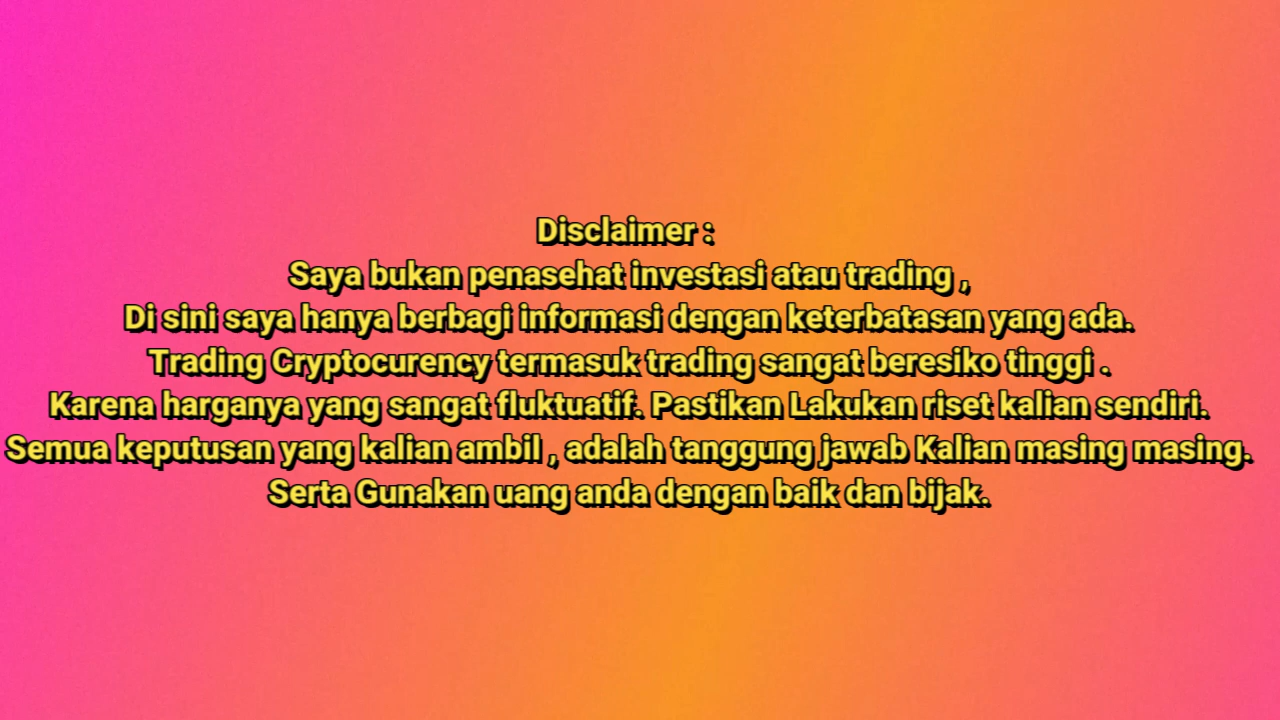 Disclaimer :
Saya bukan penasehat investasi atau trading ,
Di sini saya hanya berbagi informasi dengan keterbatasan yang ada.
Trading Cryptocurency termasuk trading sangat beresiko tinggi .
Karena harganya yang sangat fluktuatif. Pastikan Lakukan riset kalian sendiri.
Semua keputusan yang kalian ambil , adalah tanggung jawab Kalian masing masing.
Serta Gunakan uang anda dengan baik dan bijak.